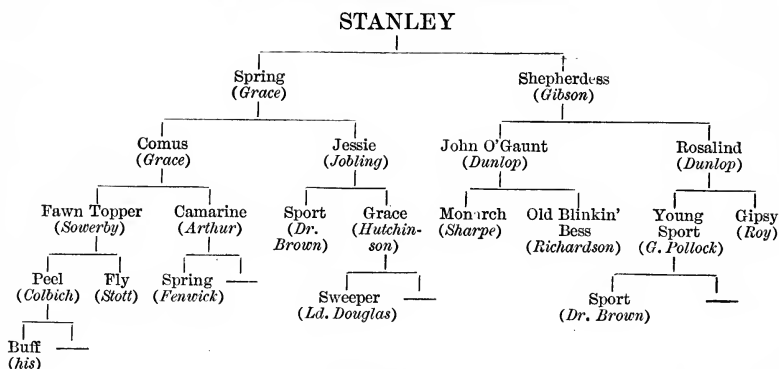 STANLEY
Spring Shepherdess
(Grace) (Gibson)
Comus Jessie John O'Gaunt Rosalind
(Grace) (Jobling) (Dunlop) (Dunlop)
Fawn Topper Camarine Sport Grace Monarch Old Blinkin' Young Gipsy
(Sowerby) (Arthur) (Dr. (Hutchin- (Sharpe) Bess Sport (Roy)
Brown) son) (Richardson) (G. Pollock)
Peel Fly Spring —
(Colbich) (Stott) (Fenwick) Sweeper — Sport —
(Ld. Douglas) (Dr. Brown)
Buff —
(his)